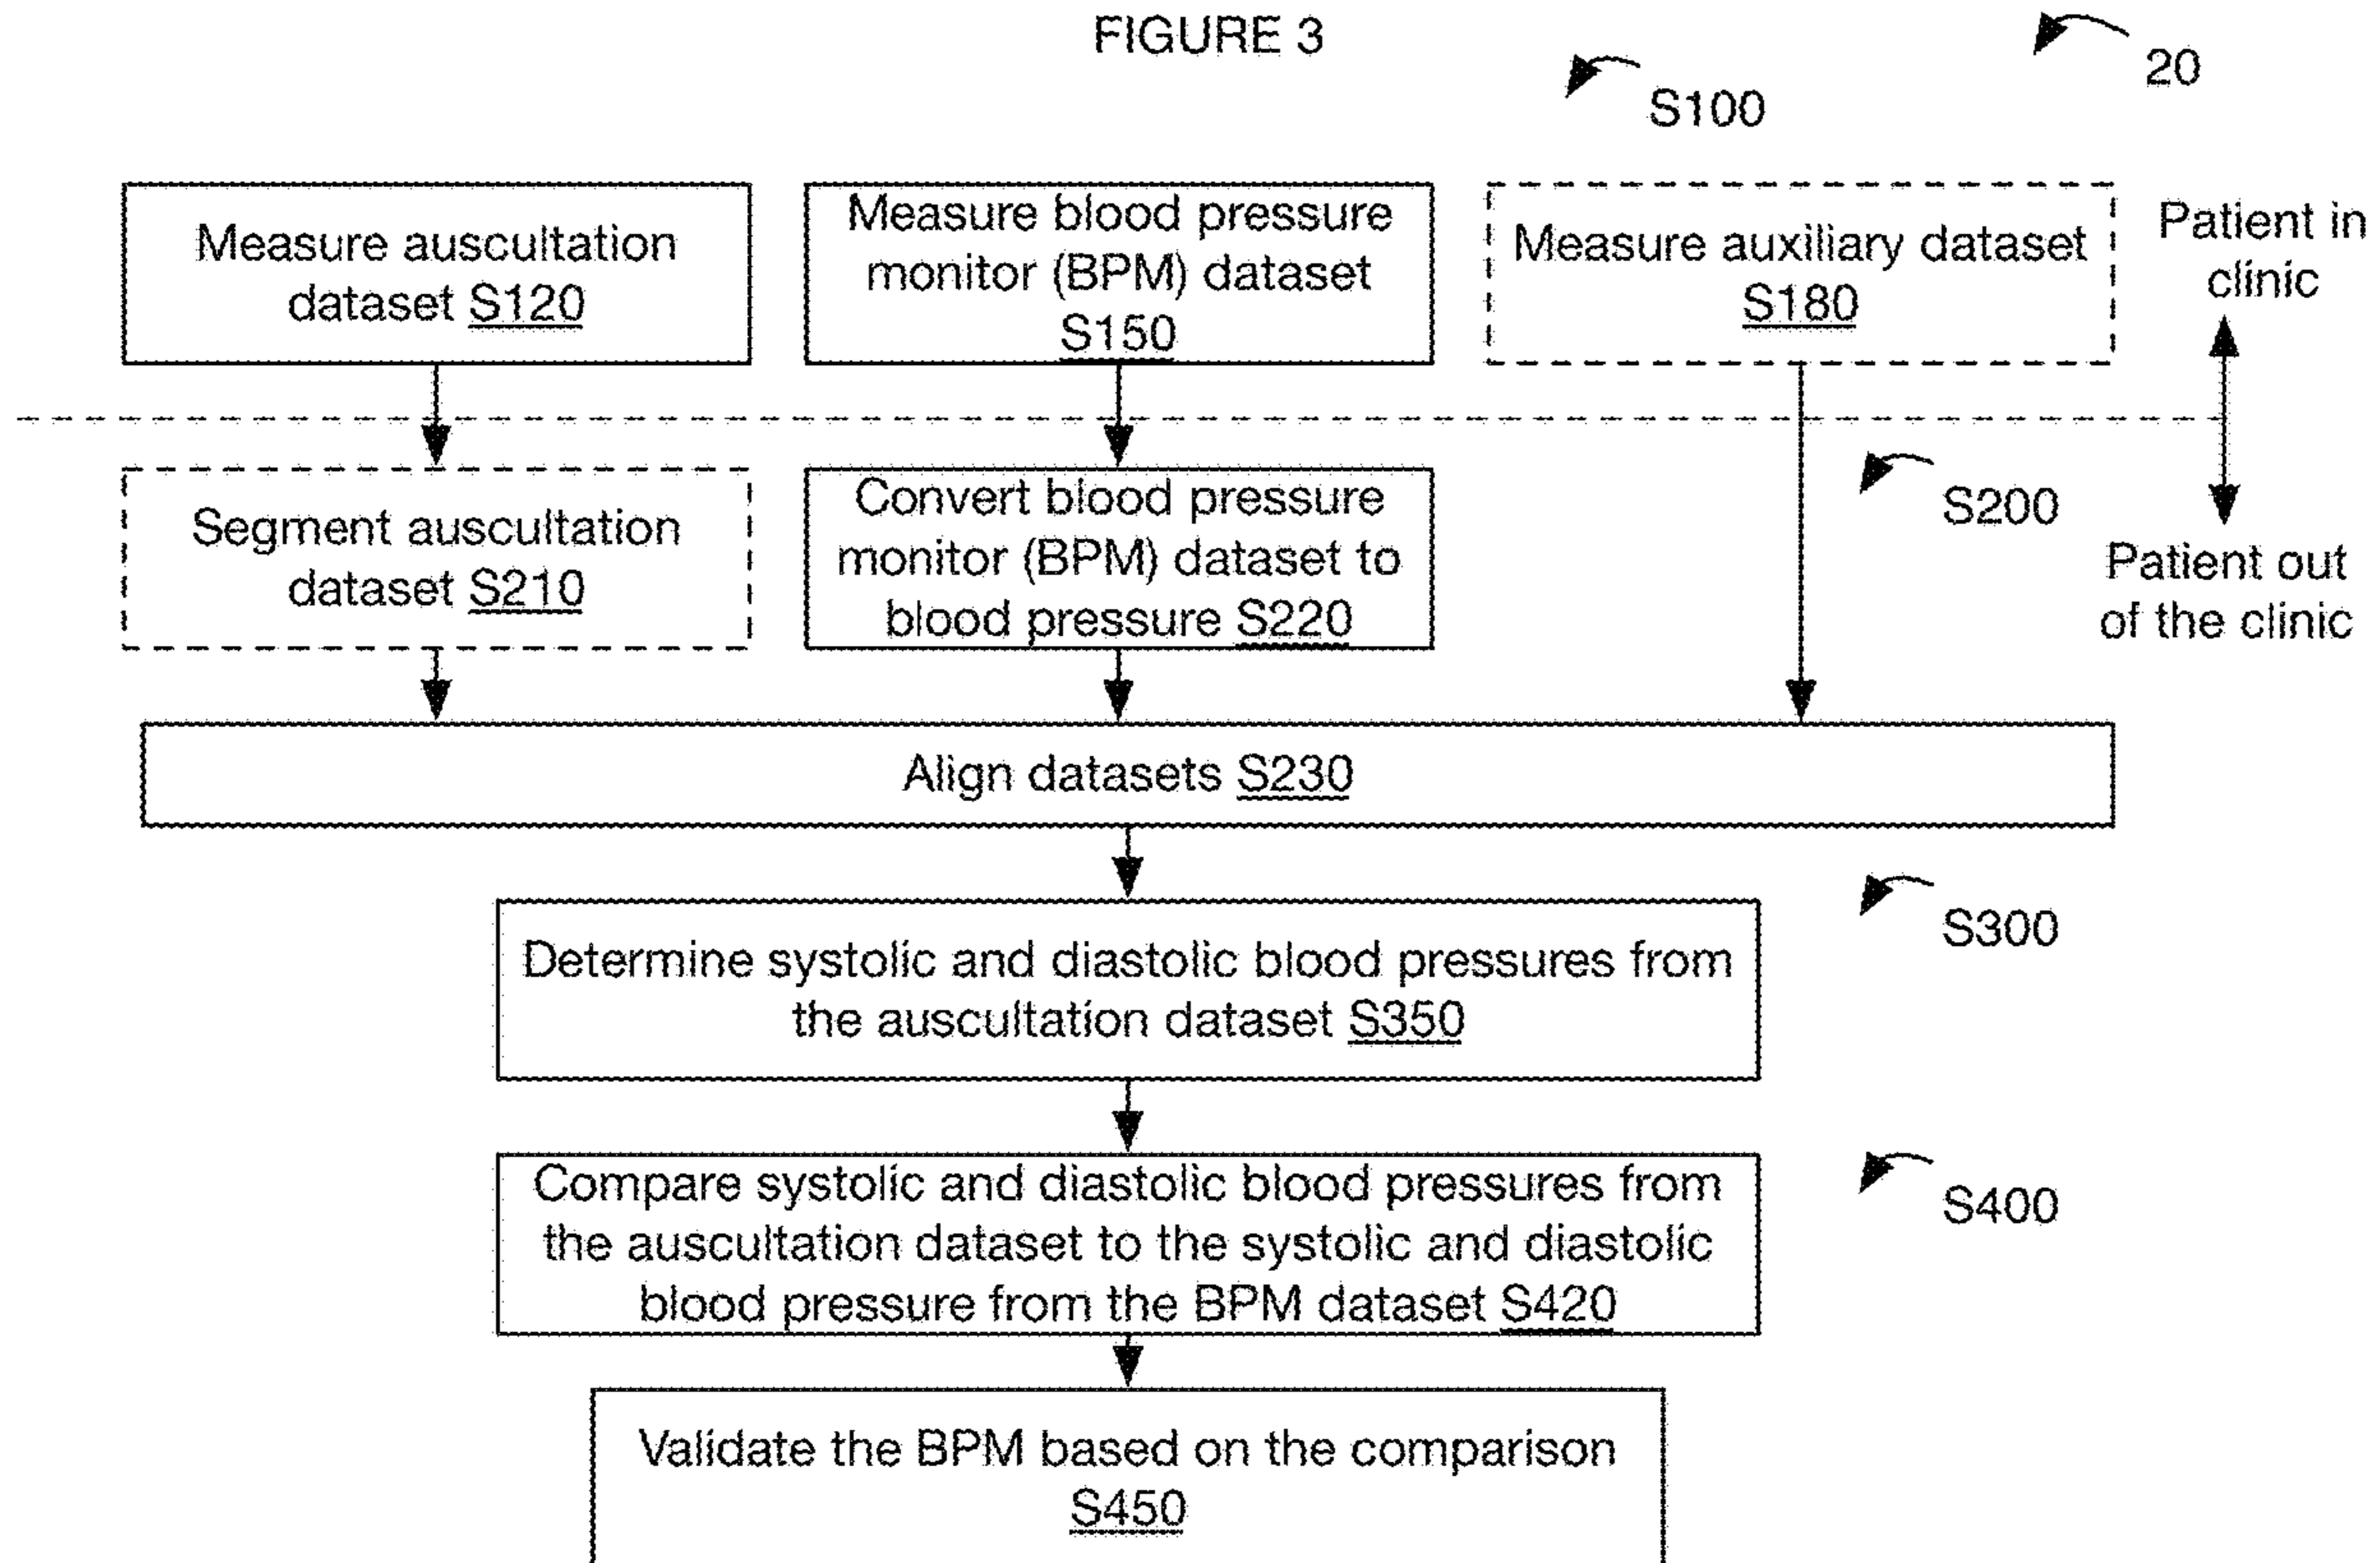 FIGURE 3
20
S100
Measure auscultation
dataset S120
Measure blood pressure
monitor (BPM) dataset
S150
Measure auxiliary dataset
S180
Patient in
clinic
Segment auscultation
dataset S210
Convert blood pressure
monitor (BPM) dataset to
blood pressure S220
S200
Patient out
of the clinic
Align datasets S230
Determine systolic and diastolic blood pressures from
the auscultation dataset S350
S300
Compare systolic and diastolic blood pressures from
the auscultation dataset to the systolic and diastolic
blood pressure from the BPM dataset S420
S400
Validate the BPM based on the comparison
S450